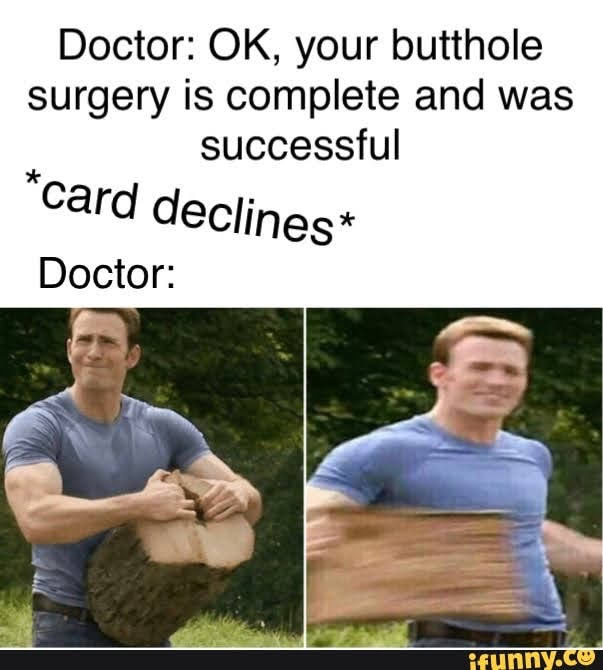 Doctor: OK, your butthole
surgery is complete and was
successful
*card declines*
Doctor:
ifunny.co